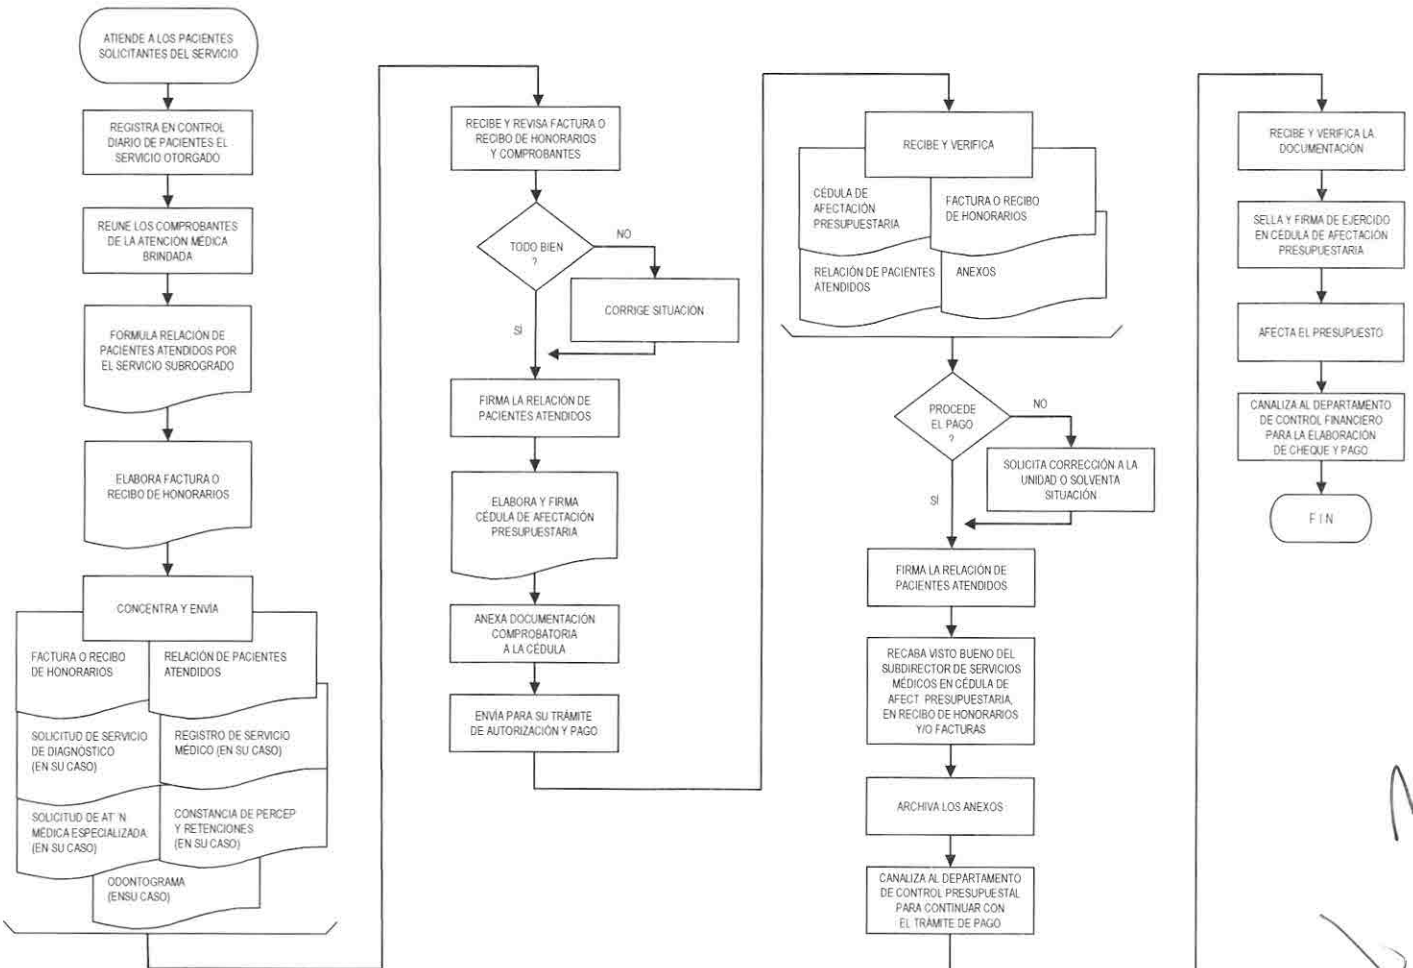 ATIENDE A LOS PACIENTES
SOLICITANTES DEL SERVICIO
REGISTRA EN CONTROL
DIARIO DE PACIENTES EL
SERVICIO OTORGADO
REUNE LOS COMPROBANTES
DE LA ATENCIÓN MÉDICA
BRINDADA
FORMULA RELACIÓN DE
PACIENTES ATENDIDOS POR
EL SERVICIO SUBROGRADO
ELABORA FACTURA O
RECIBO DE HONORARIOS
CONCENTRA Y ENVÍA
FACTURA O RECIBO
DE HONORARIOS
RELACIÓN DE PACIENTES
ATENDIDOS
SOLICITUD DE SERVICIO
DE DIAGNÓSTICO
(EN SU CASO)
REGISTRO DE SERVICIO
MÉDICO (EN SU CASO)
SOLICITUD DE AT´N
MÉDICA ESPECIALIZADA
(EN SU CASO)
CONSTANCIA DE PERCEP
Y RETENCIONES
(EN SU CASO)
ODONTOGRAMA
(ENSU CASO)
RECIBE Y REVISA FACTURA O
RECIBO DE HONORARIOS
Y COMPROBANTES
TODO BIEN
?
NO
CORRIGE SITUACIÓN
SÍ
FIRMA LA RELACIÓN DE
PACIENTES ATENDIDOS
ELABORA Y FIRMA
CÉDULA DE AFECTACIÓN
PRESUPUESTARIA
ANEXA DOCUMENTACIÓN
COMPROBATORIA
A LA CÉDULA
ENVÍA PARA SU TRÁMITE
DE AUTORIZACIÓN Y PAGO
RECIBE Y VERIFICA
CÉDULA DE
AFECTACIÓN
PRESUPUESTARIA
FACTURA O RECIBO
DE HONORARIOS
RELACIÓN DE PACIENTES
ATENDIDOS
ANEXOS
PROCEDE
EL PAGO
?
NO
SOLICITA CORRECCIÓN A LA
UNIDAD O SOLVENTA
SITUACIÓN
SÍ
FIRMA LA RELACIÓN DE
PACIENTES ATENDIDOS
RECABA VISTO BUENO DEL
SUBDIRECTOR DE SERVICIOS
MÉDICOS EN CÉDULA DE
AFECT PRESUPUESTARIA,
EN RECIBO DE HONORARIOS
Y/O FACTURAS
ARCHIVA LOS ANEXOS
CANALIZA AL DEPARTAMENTO
DE CONTROL PRESUPUESTAL
PARA CONTINUAR CON
EL TRÁMITE DE PAGO
RECIBE Y VERIFICA LA
DOCUMENTACIÓN
SELLA Y FIRMA DE EJERCIDO
EN CÉDULA DE AFECTACIÓN
PRESUPUESTARIA
AFECTA EL PRESUPUESTO
CANALIZA AL DEPARTAMENTO
DE CONTROL FINANCIERO
PARA LA ELABORACIÓN
DE CHEQUE Y PAGO
FIN